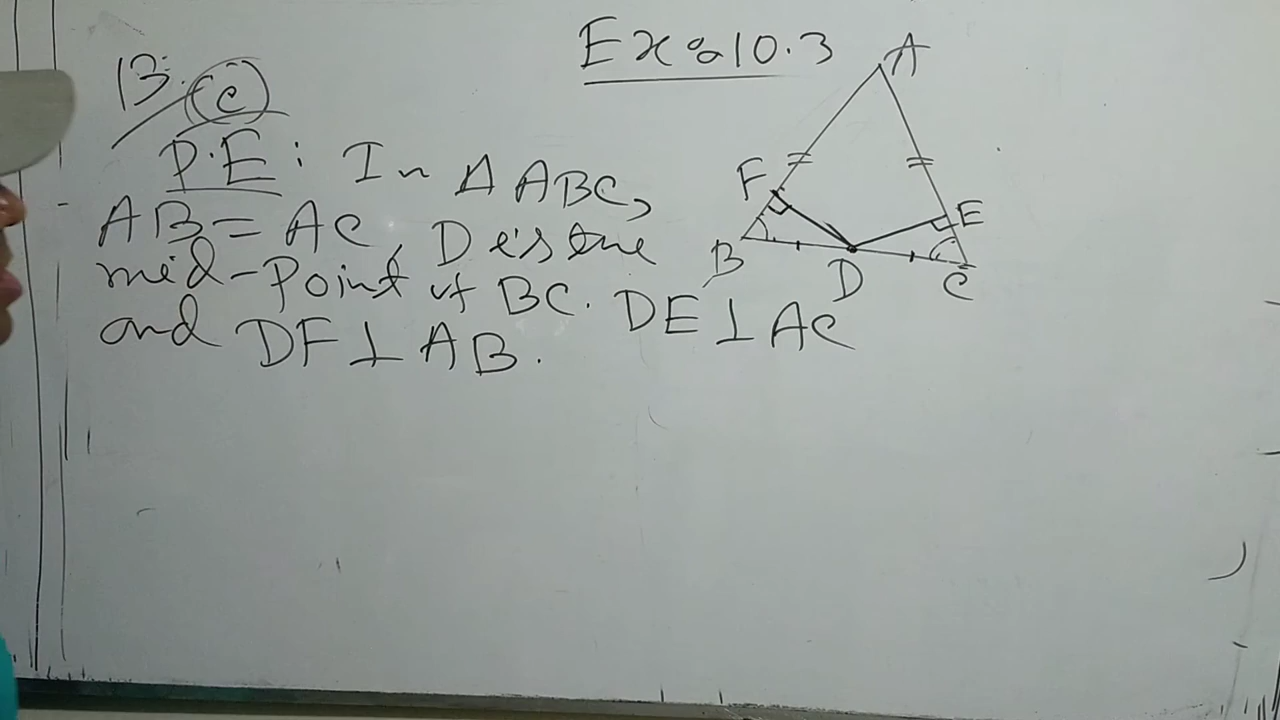 Ex: 10.3
13. (c)
P.E: In Δ ABC,
AB = AC, D is the
mid-Point of BC. DE ⊥ AC
and DF ⊥ AB.
A
F
E
B
D
C